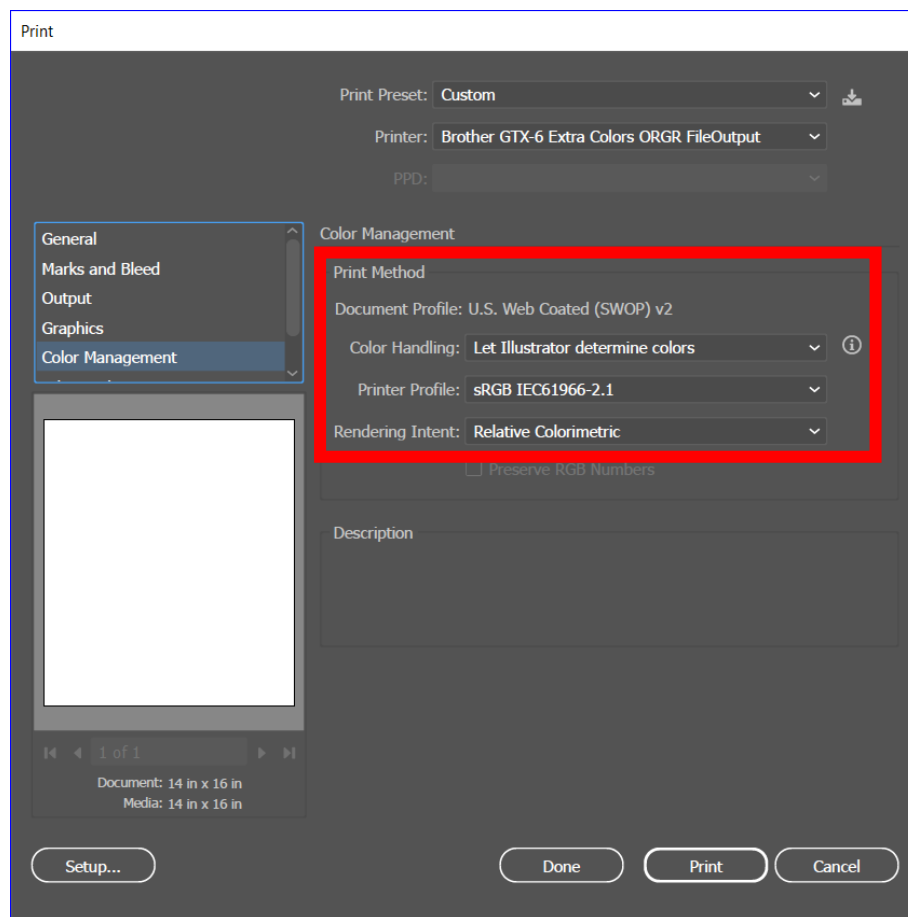 Print
Print Preset: Custom
Printer: Brother GTX-6 Extra Colors ORGR FileOutput
PPD:
General
Marks and Bleed
Output
Graphics
Color Management
Color Management
Print Method
Document Profile: U.S. Web Coated (SWOP) v2
Color Handling: Let Illustrator determine colors
Printer Profile: sRGB IEC61966-2.1
Rendering Intent: Relative Colorimetric
Preserve RGB Numbers
Description
1 of 1
Document: 14 in x 16 in
Media: 14 in x 16 in
Setup...
Done
Print
Cancel